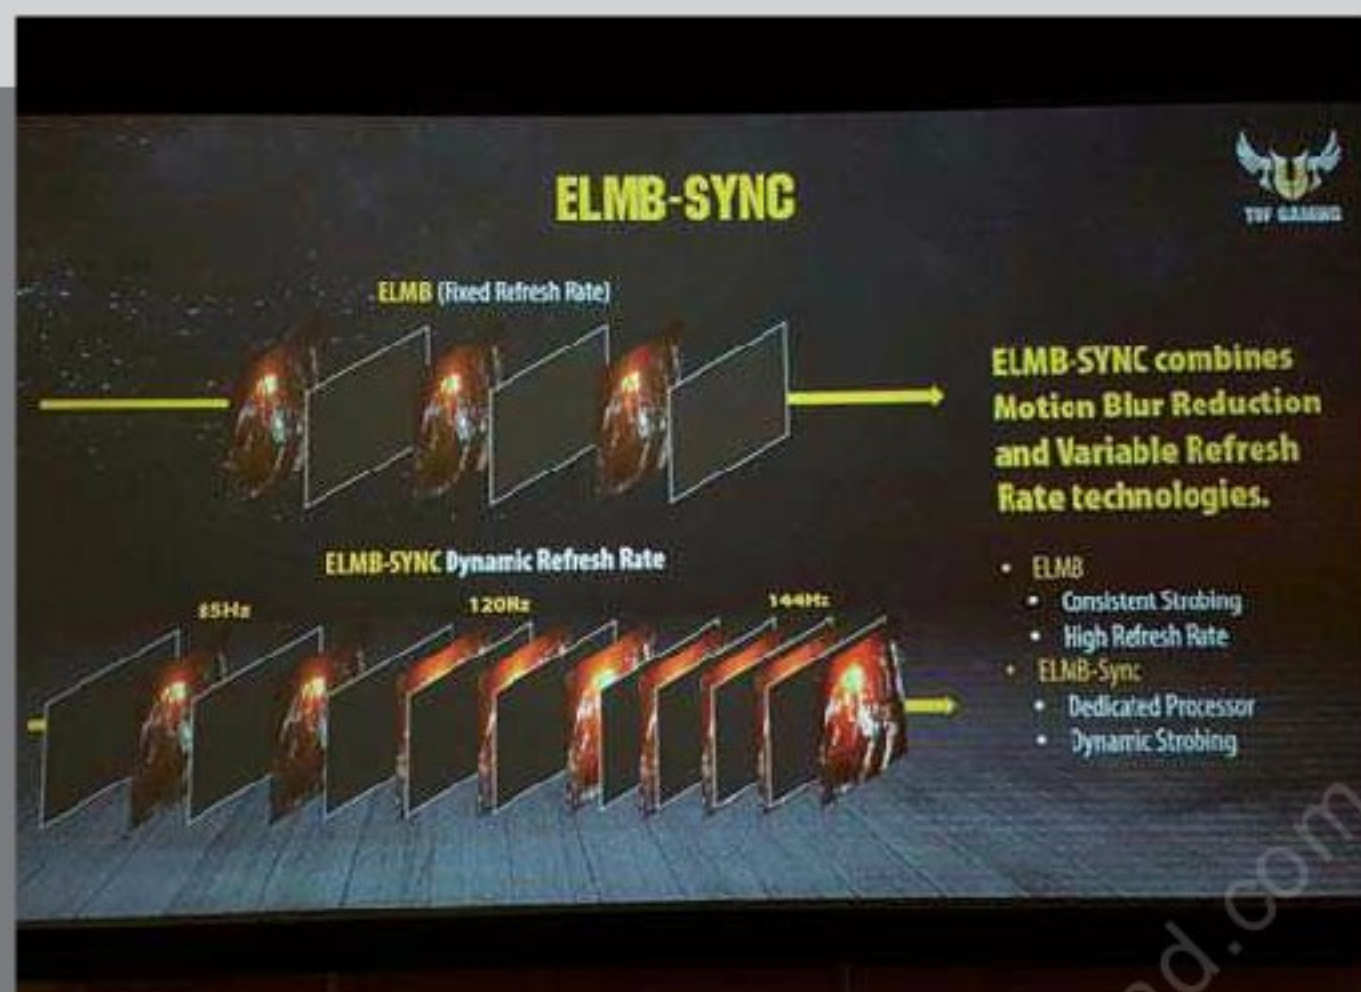 ELMB-SYNC
TUF GAMING
ELMB (Fixed Refresh Rate)
ELMB-SYNC combines
Motion Blur Reduction
and Variable Refresh
Rate technologies.
ELMB-SYNC Dynamic Refresh Rate
85Hz
120Hz
144Hz
• ELMB
• Consistent Strobing
• High Refresh Rate
• ELMB-Sync
• Dedicated Processor
• Dynamic Strobing
d.com